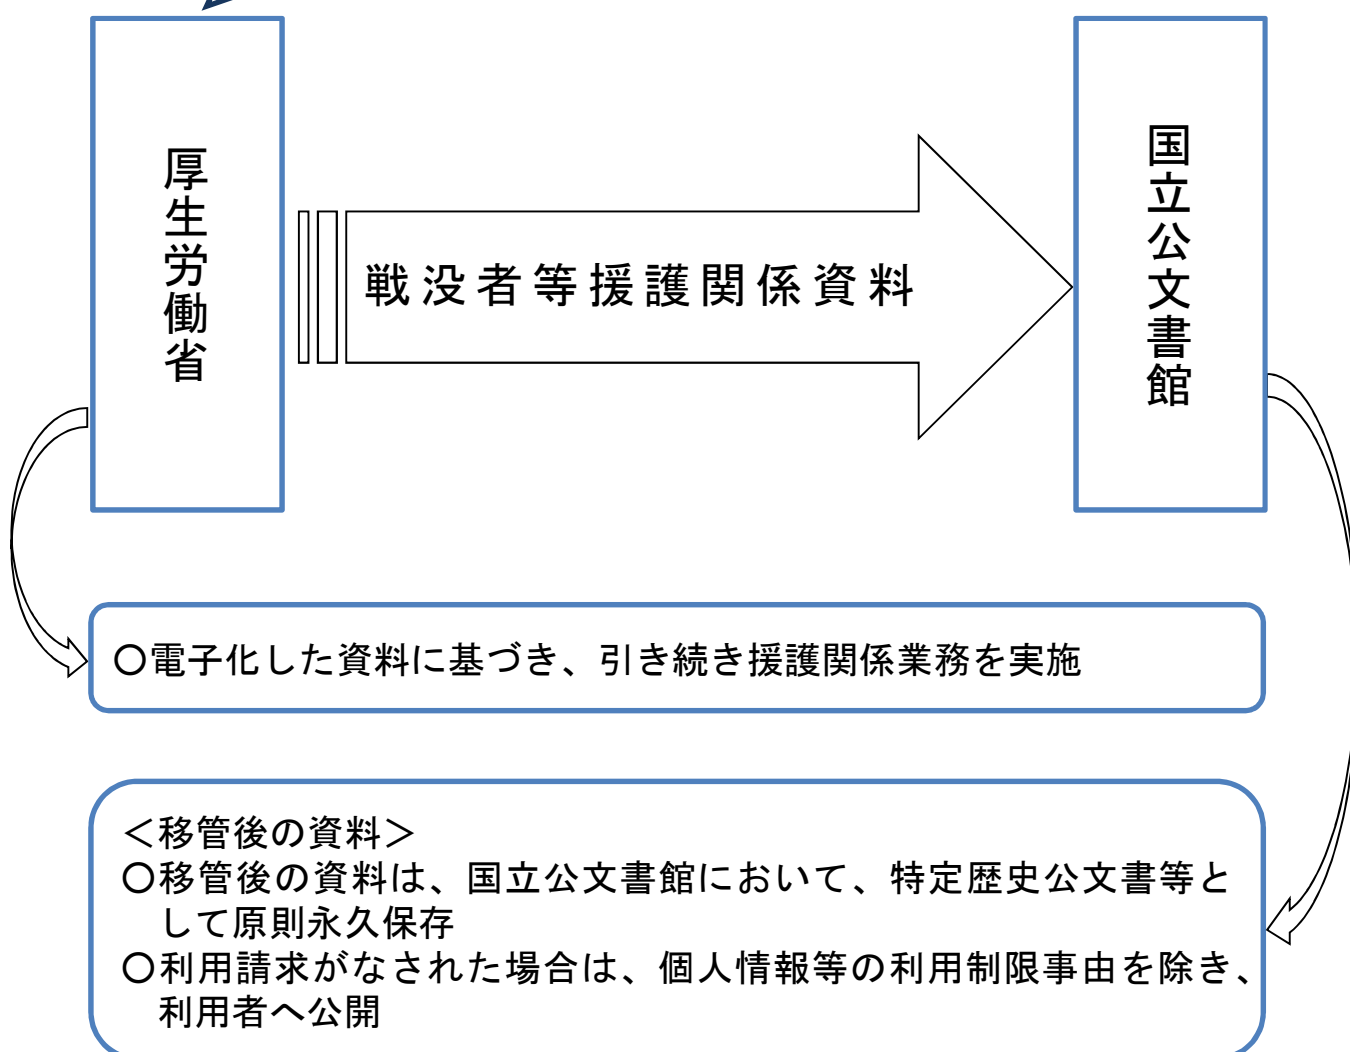 厚生労働省
戦没者等援護関係資料
国立公文書館
○電子化した資料に基づき、引き続き援護関係業務を実施
＜移管後の資料＞
○移管後の資料は、国立公文書館において、特定歴史公文書等と
して原則永久保存
○利用請求がなされた場合は、個人情報等の利用制限事由を除き、
利用者へ公開